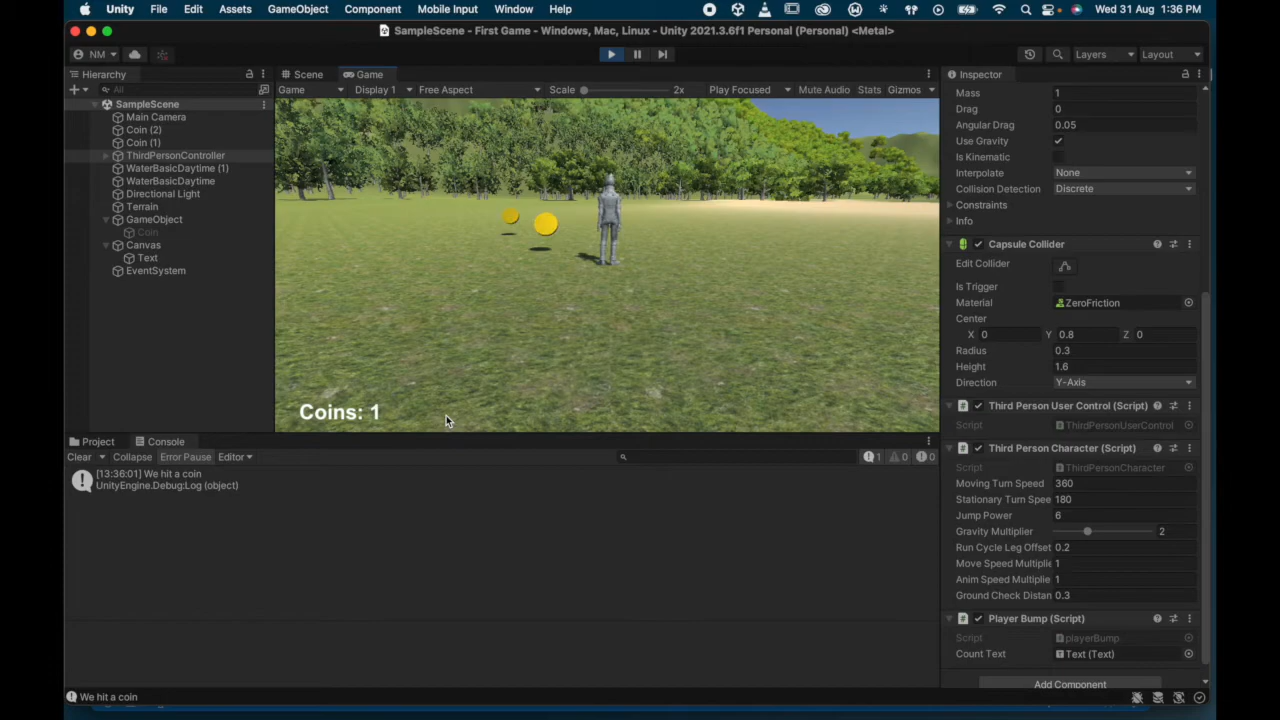 Unity File Edit Assets GameObject Component Mobile Input Window Help Wed 31 Aug 1:36 PM
SampleScene - First Game - Windows, Mac, Linux - Unity 2021.3.6f1 Personal (Personal) <Metal>
NM Layers Layout
Hierarchy
All
SampleScene
Main Camera
Coin (2)
Coin (1)
ThirdPersonController
WaterBasicDaytime (1)
WaterBasicDaytime
Directional Light
Terrain
GameObject
Coin
Canvas
Text
EventSystem
Scene Game
Game Display 1 Free Aspect Scale 2x Play Focused Mute Audio Stats Gizmos
Coins: 1
Project Console
Clear Collapse Error Pause Editor 1 0 0
[13:36:01] We hit a coin
UnityEngine.Debug:Log (object)
We hit a coin
Inspector
Mass 1
Drag 0
Angular Drag 0.05
Use Gravity
Is Kinematic
Interpolate None
Collision Detection Discrete
Constraints
Info
Capsule Collider
Edit Collider
Is Trigger
Material ZeroFriction
Center
X 0 Y 0.8 Z 0
Radius 0.3
Height 1.6
Direction Y-Axis
Third Person User Control (Script)
Script ThirdPersonUserControl
Third Person Character (Script)
Script ThirdPersonCharacter
Moving Turn Speed 360
Stationary Turn Spee 180
Jump Power 6
Gravity Multiplier 2
Run Cycle Leg Offset 0.2
Move Speed Multiplie 1
Anim Speed Multiplie 1
Ground Check Distan 0.3
Player Bump (Script)
Script playerBump
Count Text Text (Text)
Add Component